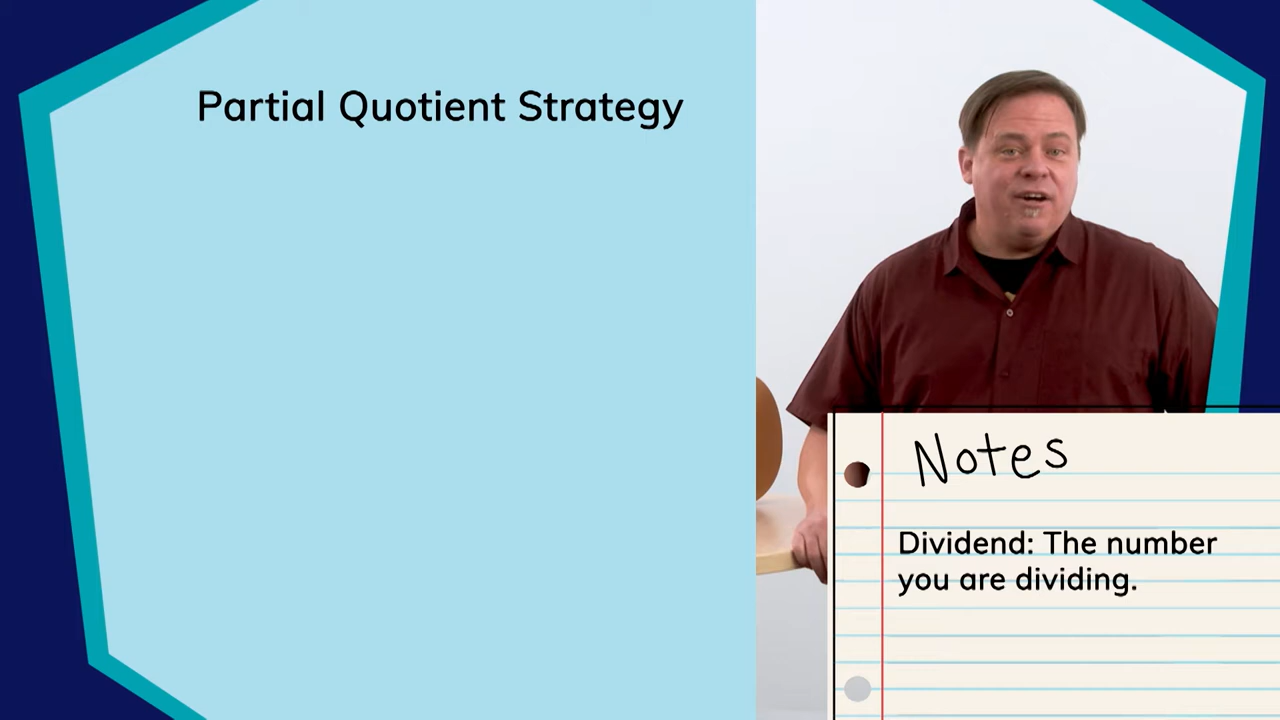 Partial Quotient Strategy
Notes
Dividend: The number
you are dividing.